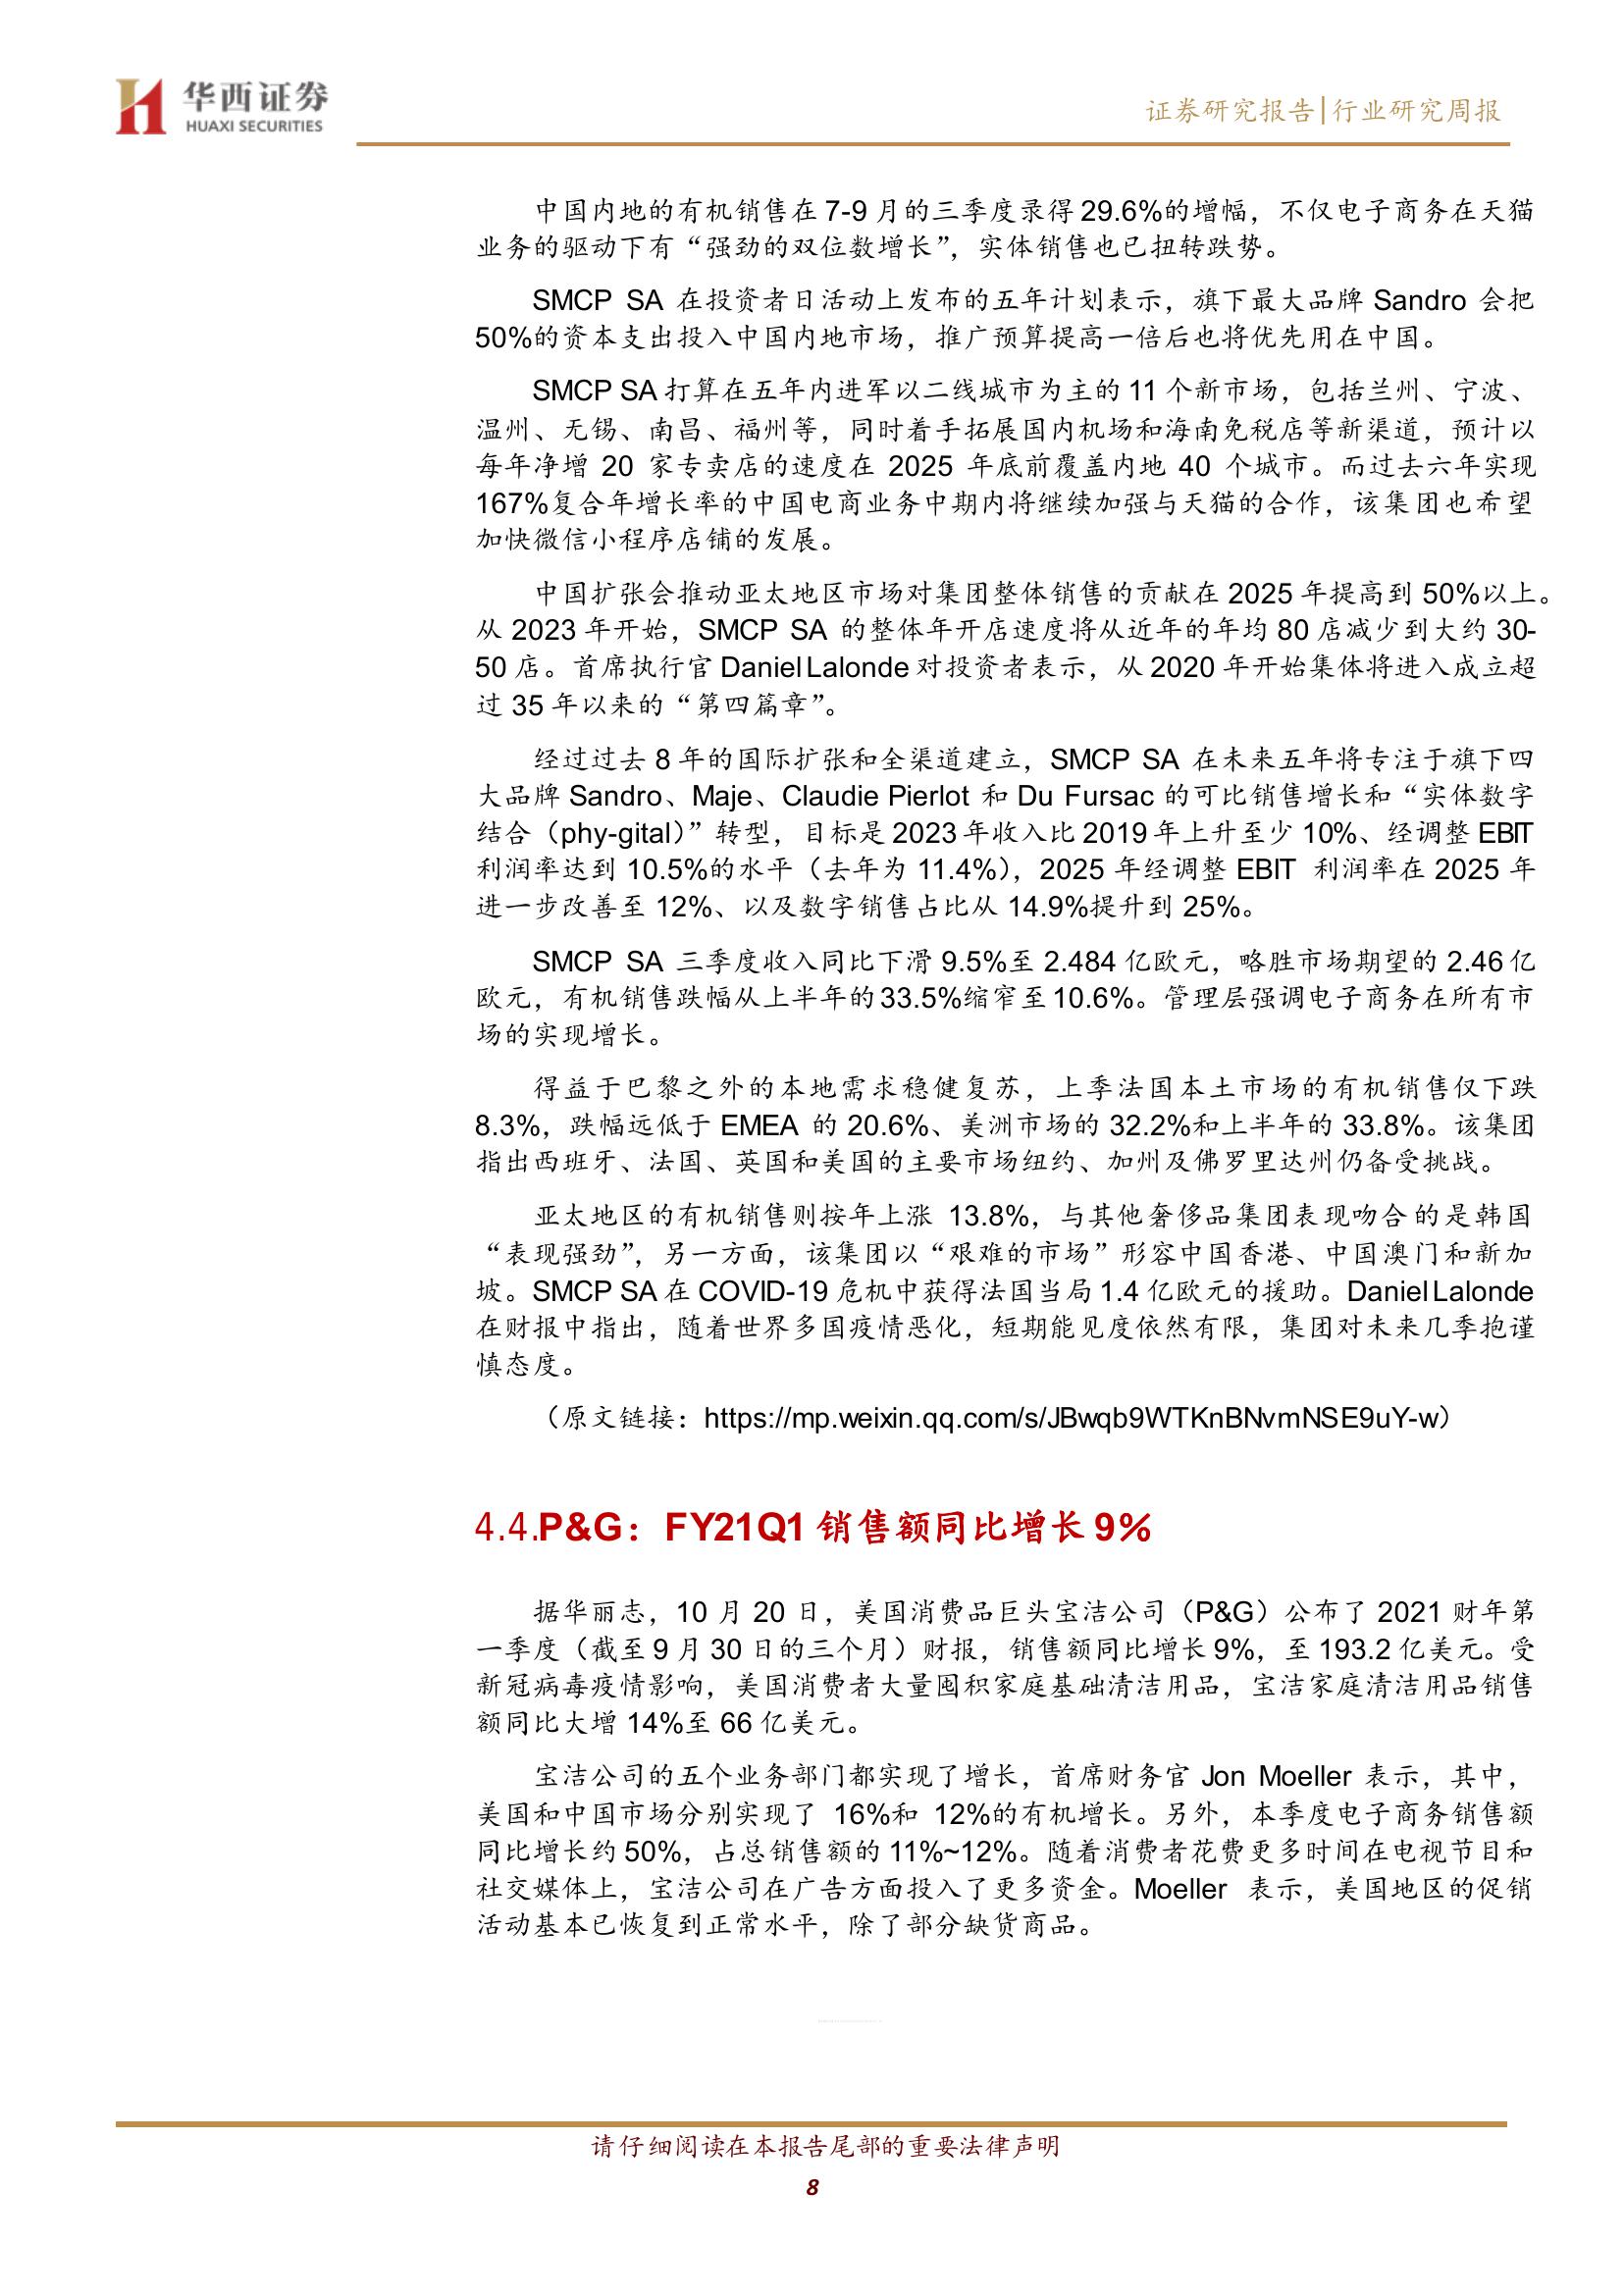 华西证券
HUAXI SECURITIES
证券研究报告|行业研究周报
中国内地的有机销售在 7-9 月的三季度录得 29.6%的增幅，不仅电子商务在天猫
业务的驱动下有“强劲的双位数增长”，实体销售也已扭转跌势。
SMCP SA 在投资者日活动上发布的五年计划表示，旗下最大品牌 Sandro 会把
50%的资本支出投入中国内地市场，推广预算提高一倍后也将优先用在中国。
SMCP SA 打算在五年内进军以二线城市为主的 11 个新市场，包括兰州、宁波、
温州、无锡、南昌、福州等，同时着手拓展国内机场和海南免税店等新渠道，预计以
每年净增 20 家专卖店的速度在 2025 年底前覆盖内地 40 个城市。而过去六年实现
167%复合年增长率的中国电商业务中期内将继续加强与天猫的合作，该集团也希望
加快微信小程序店铺的发展。
中国扩张会推动亚太地区市场对集团整体销售的贡献在 2025 年提高到 50%以上。
从 2023 年开始，SMCP SA 的整体年开店速度将从近年的年均 80 店减少到大约 30-
50 店。首席执行官 Daniel Lalonde 对投资者表示，从 2020 年开始集体将进入成立超
过 35 年以来的“第四篇章”。
经过过去 8 年的国际扩张和全渠道建立，SMCP SA 在未来五年将专注于旗下四
大品牌 Sandro、Maje、Claudie Pierlot 和 Du Fursac 的可比销售增长和“实体数字
结合（phy-gital）”转型，目标是 2023 年收入比 2019 年上升至少 10%、经调整 EBIT
利润率达到 10.5%的水平（去年为 11.4%），2025 年经调整 EBIT 利润率在 2025 年
进一步改善至 12%、以及数字销售占比从 14.9%提升到 25%。
SMCP SA 三季度收入同比下滑 9.5%至 2.484 亿欧元，略胜市场期望的 2.46 亿
欧元，有机销售跌幅从上半年的 33.5%缩窄至 10.6%。管理层强调电子商务在所有市
场的实现增长。
得益于巴黎之外的本地需求稳健复苏，上季法国本土市场的有机销售仅下跌
8.3%，跌幅远低于 EMEA 的 20.6%、美洲市场的 32.2%和上半年的 33.8%。该集团
指出西班牙、法国、英国和美国的主要市场纽约、加州及佛罗里达州仍备受挑战。
亚太地区的有机销售则按年上涨 13.8%，与其他奢侈品集团表现吻合的是韩国
“表现强劲”，另一方面，该集团以“艰难的市场”形容中国香港、中国澳门和新加
坡。SMCP SA 在 COVID-19 危机中获得法国当局 1.4 亿欧元的援助。Daniel Lalonde
在财报中指出，随着世界多国疫情恶化，短期能见度依然有限，集团对未来几季抱谨
慎态度。
（原文链接：https://mp.weixin.qq.com/s/JBwqb9WTKnBNvmNSE9uY-w）
4.4.P&G：FY21Q1 销售额同比增长 9%
据华丽志，10 月 20 日，美国消费品巨头宝洁公司（P&G）公布了 2021 财年第
一季度（截至 9 月 30 日的三个月）财报，销售额同比增长 9%，至 193.2 亿美元。受
新冠病毒疫情影响，美国消费者大量囤积家庭基础清洁用品，宝洁家庭清洁用品销售
额同比大增 14%至 66 亿美元。
宝洁公司的五个业务部门都实现了增长，首席财务官 Jon Moeller 表示，其中，
美国和中国市场分别实现了 16%和 12%的有机增长。另外，本季度电子商务销售额
同比增长约 50%，占总销售额的 11%~12%。随着消费者花费更多时间在电视节目和
社交媒体上，宝洁公司在广告方面投入了更多资金。Moeller 表示，美国地区的促销
活动基本已恢复到正常水平，除了部分缺货商品。
请仔细阅读在本报告尾部的重要法律声明
8